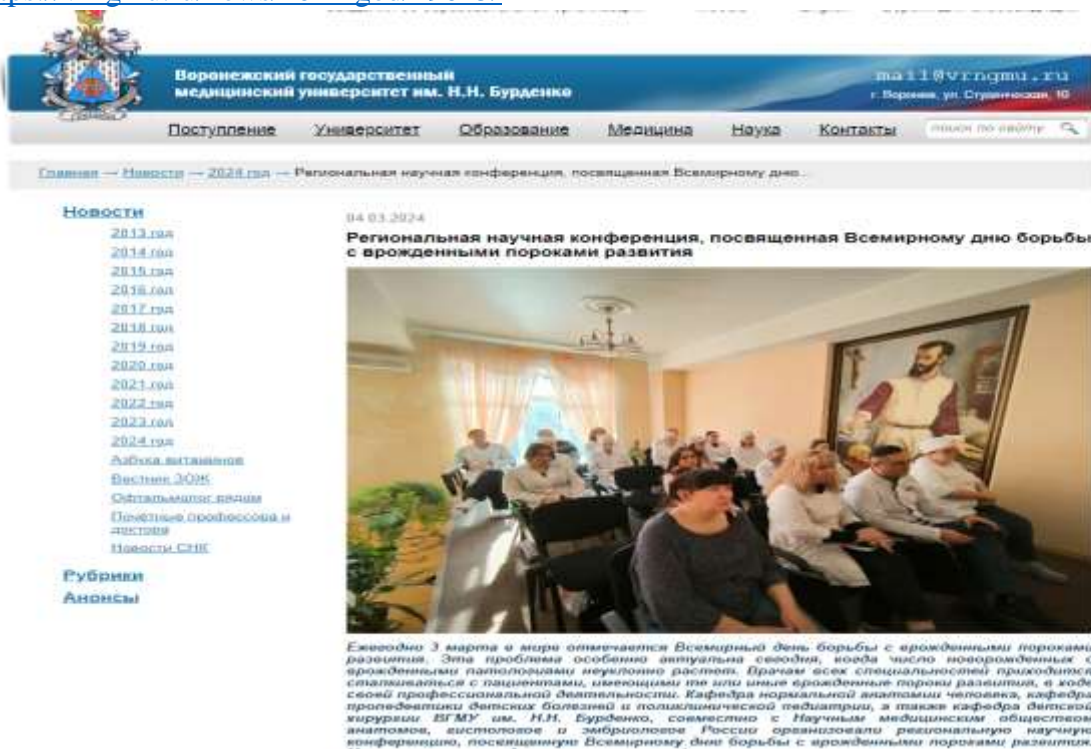 Воронежский государственный
медицинский университет им. Н.Н. Бурденко
mail@vrngmu.ru
г. Воронеж, ул. Студенческая, 10
Поступление Университет Образование Медицина Наука Контакты поиск по сайту
Главная — Новости — 2024 год — Региональная научная конференция, посвященная Всемирному дню...
Новости
2013 год
2014 год
2015 год
2016 год
2017 год
2018 год
2019 год
2020 год
2021 год
2022 год
2023 год
2024 год
Азбука витаминов
Вестник ЗОЖ
Офтальмолог рядом
Почётные профессора и
доктора
Новости СНК
Рубрики
Анонсы
04.03.2024
Региональная научная конференция, посвященная Всемирному дню борьбы
с врожденными пороками развития
Ежегодно 3 марта в мире отмечается Всемирный день борьбы с врожденными пороками
развития. Эта проблема особенно актуальна сегодня, когда число новорожденных с
врожденными патологиями неуклонно растет. Врачам всех специальностей приходится
сталкиваться с пациентами, имеющими те или иные врожденные пороки развития, в ходе
своей профессиональной деятельности. Кафедра нормальной анатомии человека, кафедра
пропедевтики детских болезней и поликлинической педиатрии, а также кафедра детской
хирургии ВГМУ им. Н.Н. Бурденко, совместно с Научным медицинским обществом
анатомов, гистологов и эмбриологов России организовали региональную научную
конференцию, посвященную Всемирному дню борьбы с врожденными пороками развития